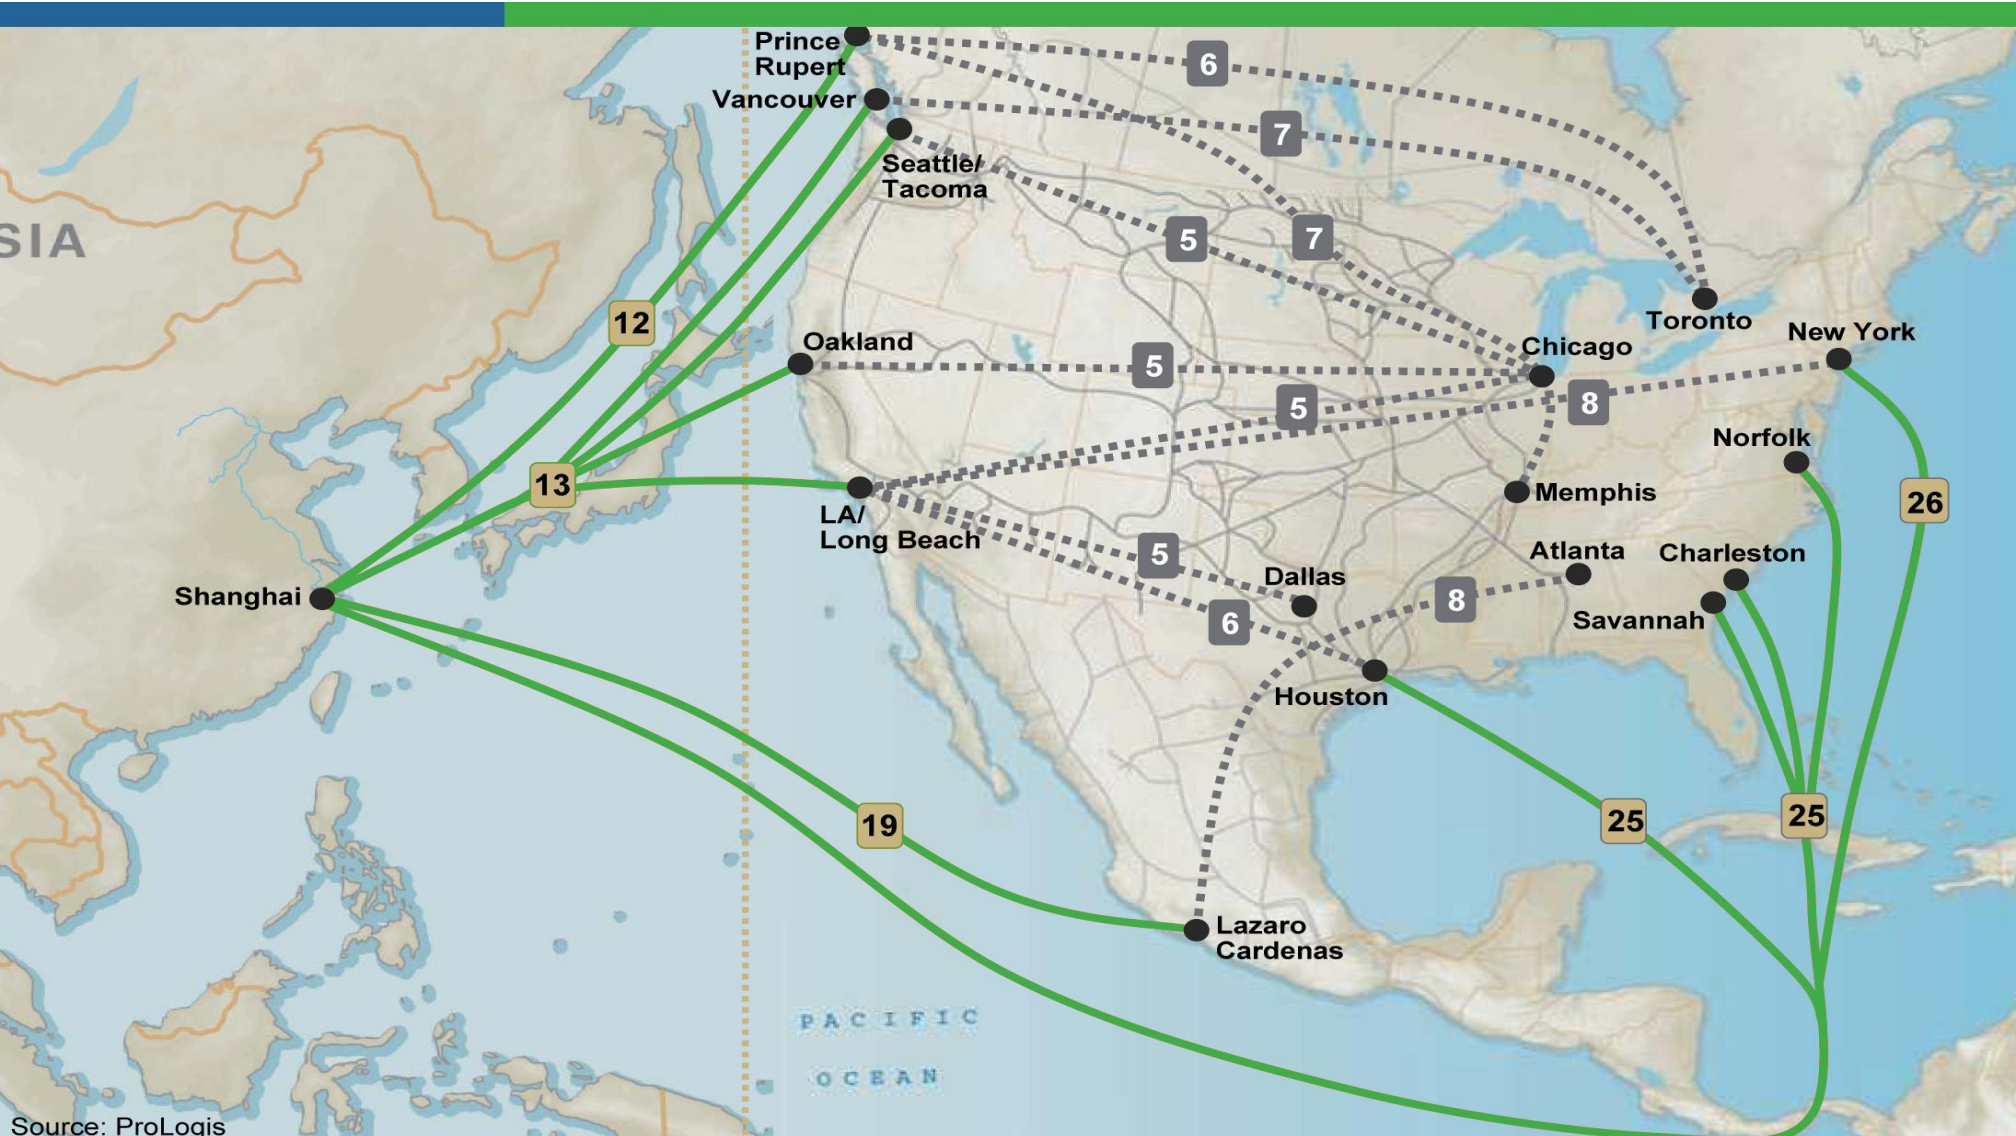 Prince
Rupert
6
Vancouver
7
Seattle/
Tacoma
SIA
5
7
12
Toronto
New York
Oakland
Chicago
5
5
8
Norfolk
13
Memphis
26
LA/
Long Beach
5
Atlanta
Charleston
Dallas
Shanghai
8
6
Savannah
Houston
19
25
25
Lazaro
Cardenas
PACIFIC
OCEAN
Source: ProLogis